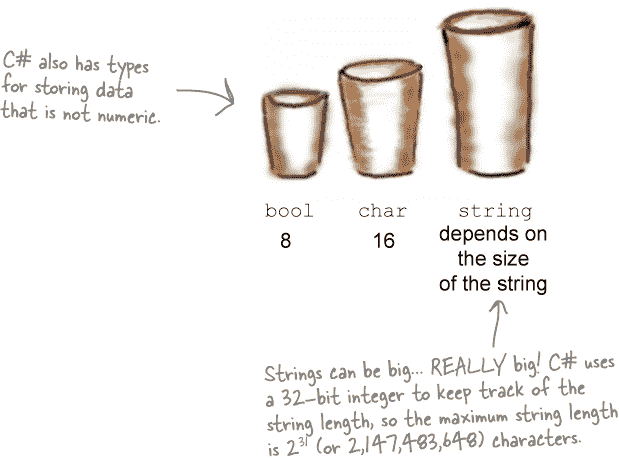 C# also has types
for storing data
that is not numeric.
bool char string
8 16 depends on
the size
of the string
Strings can be big... REALLY big! C# uses
a 32-bit integer to keep track of the
string length, so the maximum string length
is 2³¹ (or 2,147,483,648) characters.